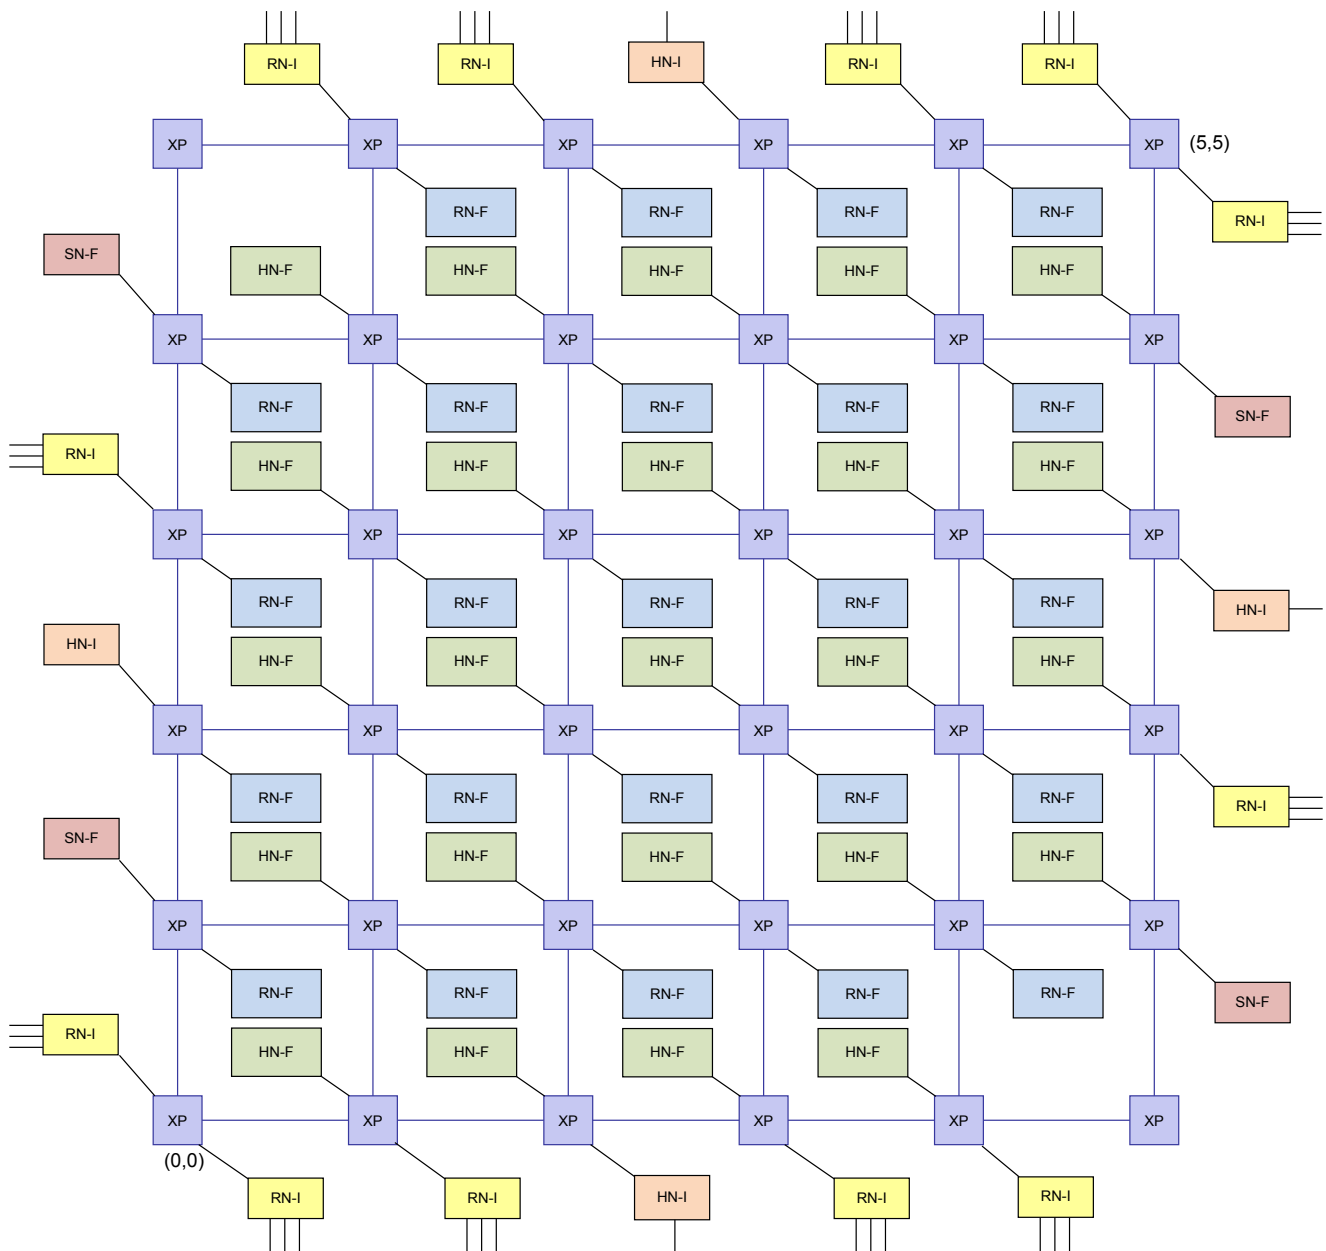 RN-I RN-I HN-I RN-I RN-I
XP XP XP XP XP XP (5,5)
RN-F RN-F RN-F RN-F RN-I
SN-F HN-F HN-F HN-F HN-F HN-F
XP XP XP XP XP XP
RN-F RN-F RN-F RN-F RN-F SN-F
RN-I HN-F HN-F HN-F HN-F HN-F
XP XP XP XP XP XP
RN-F RN-F RN-F RN-F RN-F HN-I
HN-I HN-F HN-F HN-F HN-F HN-F
XP XP XP XP XP XP
RN-F RN-F RN-F RN-F RN-F RN-I
SN-F HN-F HN-F HN-F HN-F HN-F
XP XP XP XP XP XP
RN-F RN-F RN-F RN-F RN-F SN-F
RN-I HN-F HN-F HN-F HN-F
XP XP XP XP XP XP
(0,0)
RN-I RN-I HN-I RN-I RN-I